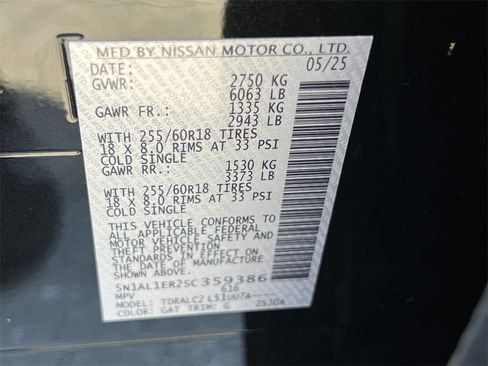 MFD BY NISSAN MOTOR CO., LTD.
DATE: 05/25
GVWR: 2750 KG
6063 LB
GAWR FR.: 1335 KG
2943 LB
WITH 255/60R18 TIRES
18 X 8.0 RIMS AT 33 PSI
COLD SINGLE
GAWR RR.: 1530 KG
3373 LB
WITH 255/60R18 TIRES
18 X 8.0 RIMS AT 33 PSI
COLD SINGLE
THIS VEHICLE CONFORMS TO
ALL APPLICABLE FEDERAL
MOTOR VEHICLE SAFETY AND
THEFT PREVENTION
STANDARDS IN EFFECT ON
THE DATE OF MANUFACTURE
SHOWN ABOVE.
5N1AL1ER2SC359386
616
MPV
COLOR: GAT TRIM: G 2530A